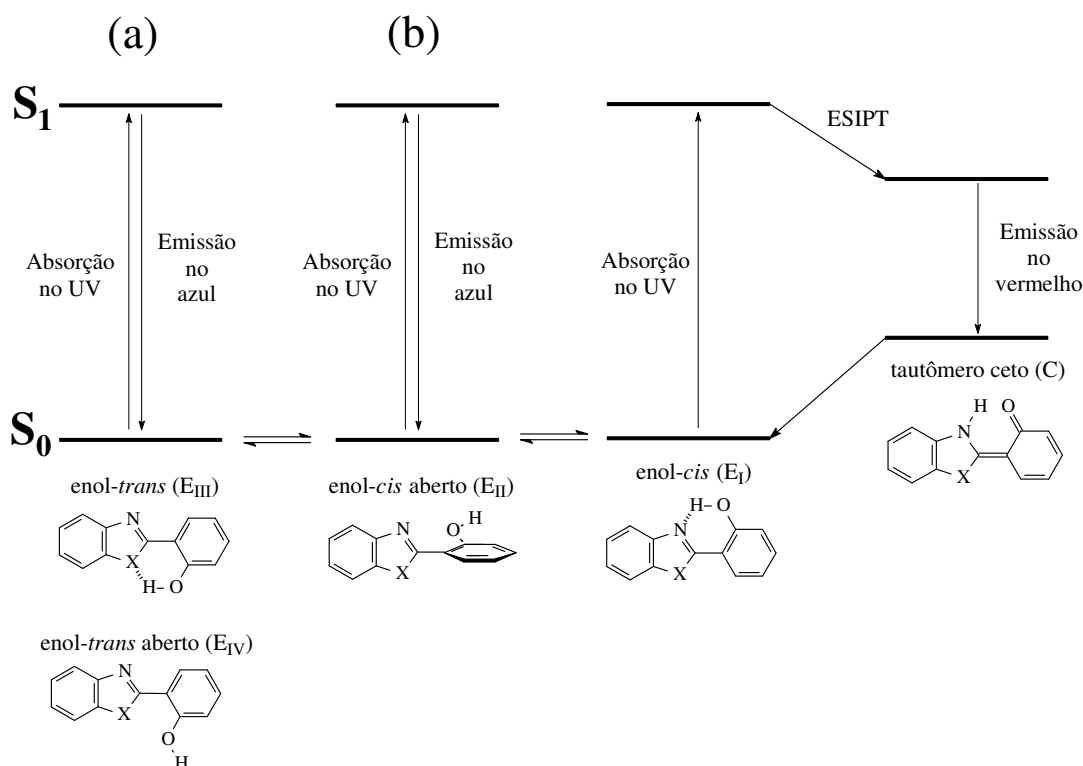 (a)
(b)
S1
ESIPT
Absorção
no UV
Emissão
no
azul
Absorção
no UV
Emissão
no
azul
Absorção
no UV
Emissão
no
vermelho
tautômero ceto (C)
H
O
N
X
S0
enol-trans (EIII)
N
X
H–O
enol-cis aberto (EII)
N
O
H
X
enol-cis (EI)
H–O
N
X
enol-trans aberto (EIV)
N
X
O
H